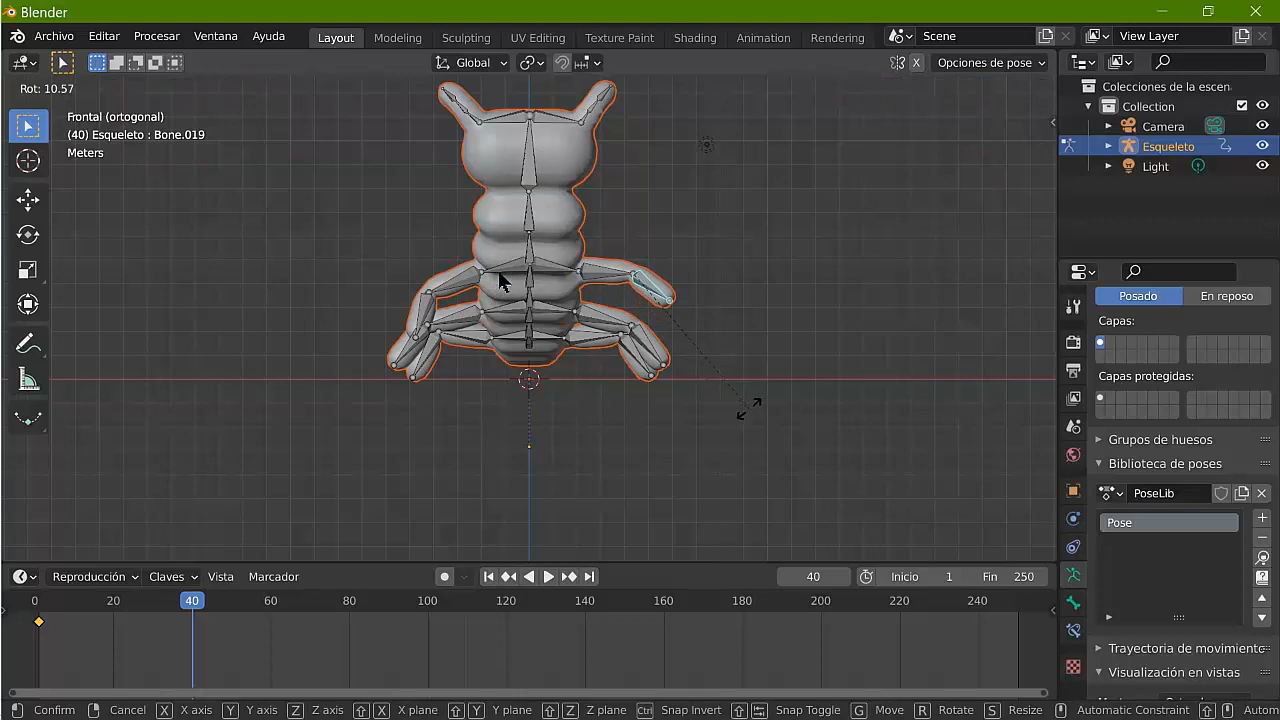 Blender
Archivo Editar Procesar Ventana Ayuda Layout Modeling Sculpting UV Editing Texture Paint Shading Animation Rendering Scene View Layer
Global X Opciones de pose
Rot: 10.57
Frontal (ortogonal)
(40) Esqueleto : Bone.019
Meters
Colecciones de la escen
Collection
Camera
Esqueleto
Light
Posado En reposo
Capas:
Capas protegidas:
Grupos de huesos
Biblioteca de poses
PoseLib
Pose
Trayectoria de movimiento
Visualización en vistas
Reproducción Claves Vista Marcador 40 Inicio 1 Fin 250
0 20 40 60 80 100 120 140 160 180 200 220 240
Confirm Cancel X X axis Y Y axis Z Z axis X X plane Y Y plane Z Z plane Ctrl Snap Invert Snap Toggle G Move R Rotate S Resize Automatic Constraint Autom